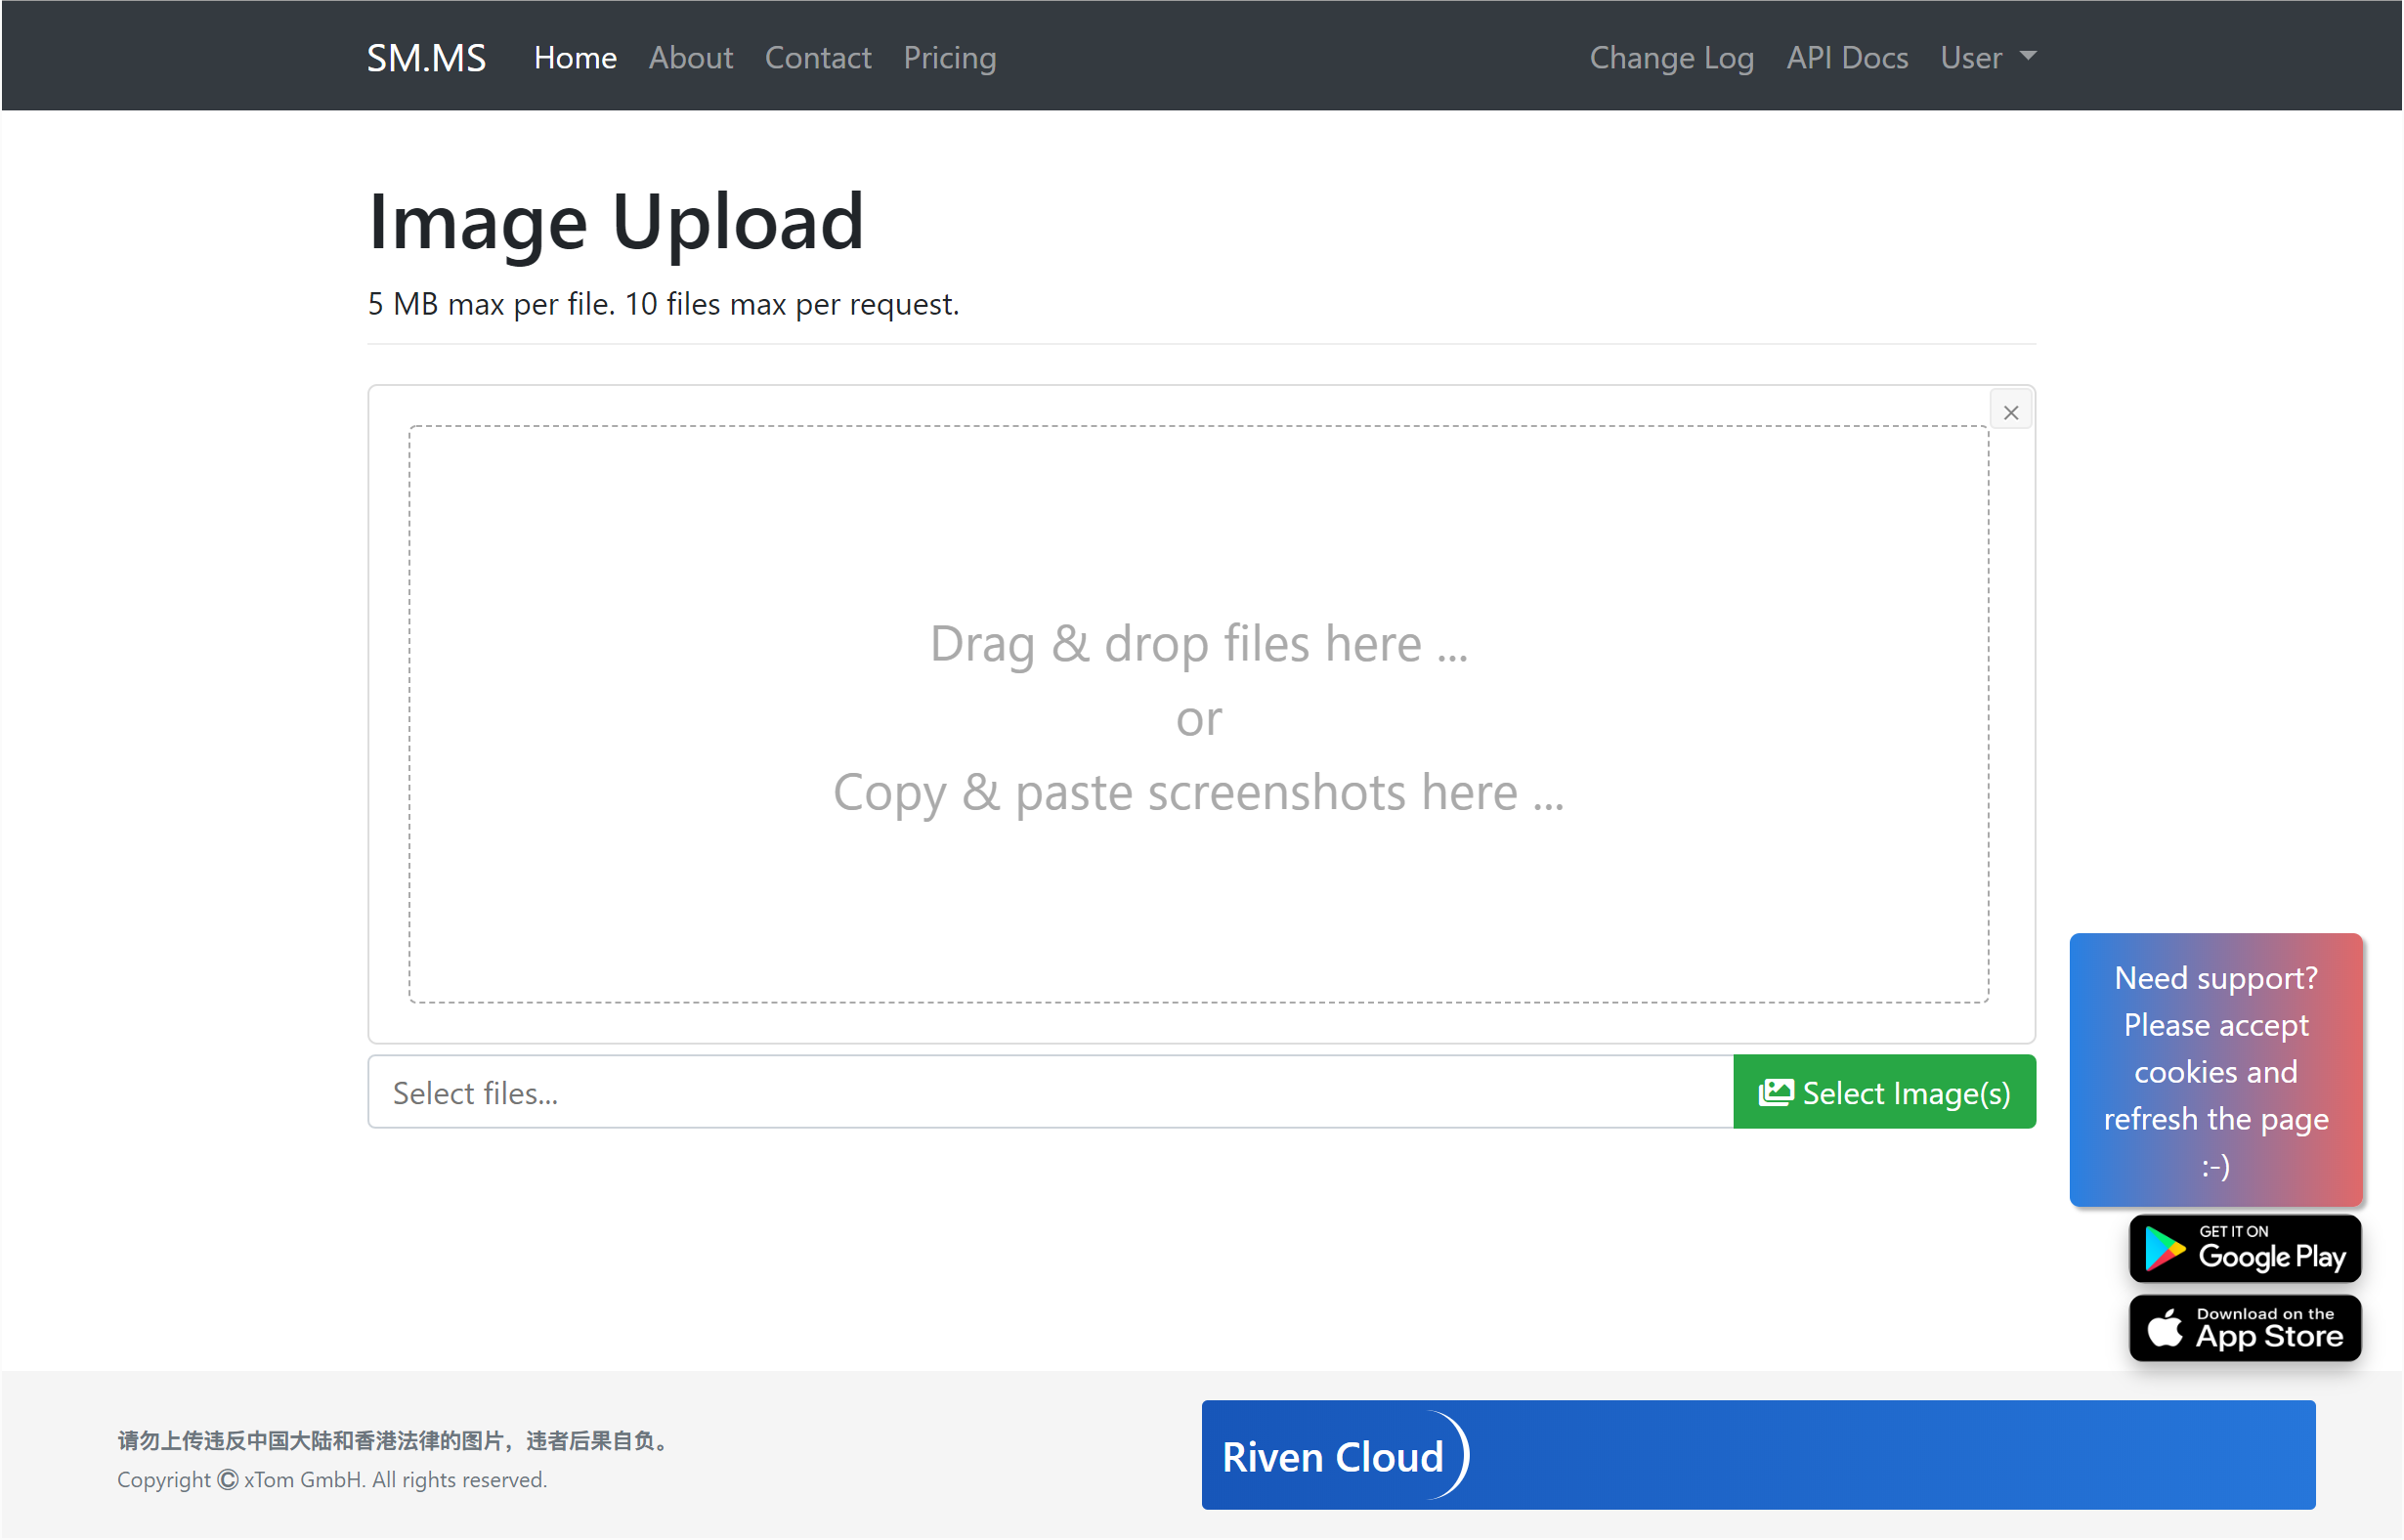 SM.MS Home About Contact Pricing Change Log API Docs User
Image Upload
5 MB max per file. 10 files max per request.
×
Drag & drop files here ...
or
Copy & paste screenshots here ...
Select files...
Select Image(s)
Need support?
Please accept
cookies and
refresh the page
:-)
GET IT ON
Google Play
Download on the
App Store
请勿上传违反中国大陆和香港法律的图片，违者后果自负。
Copyright © xTom GmbH. All rights reserved.
Riven Cloud